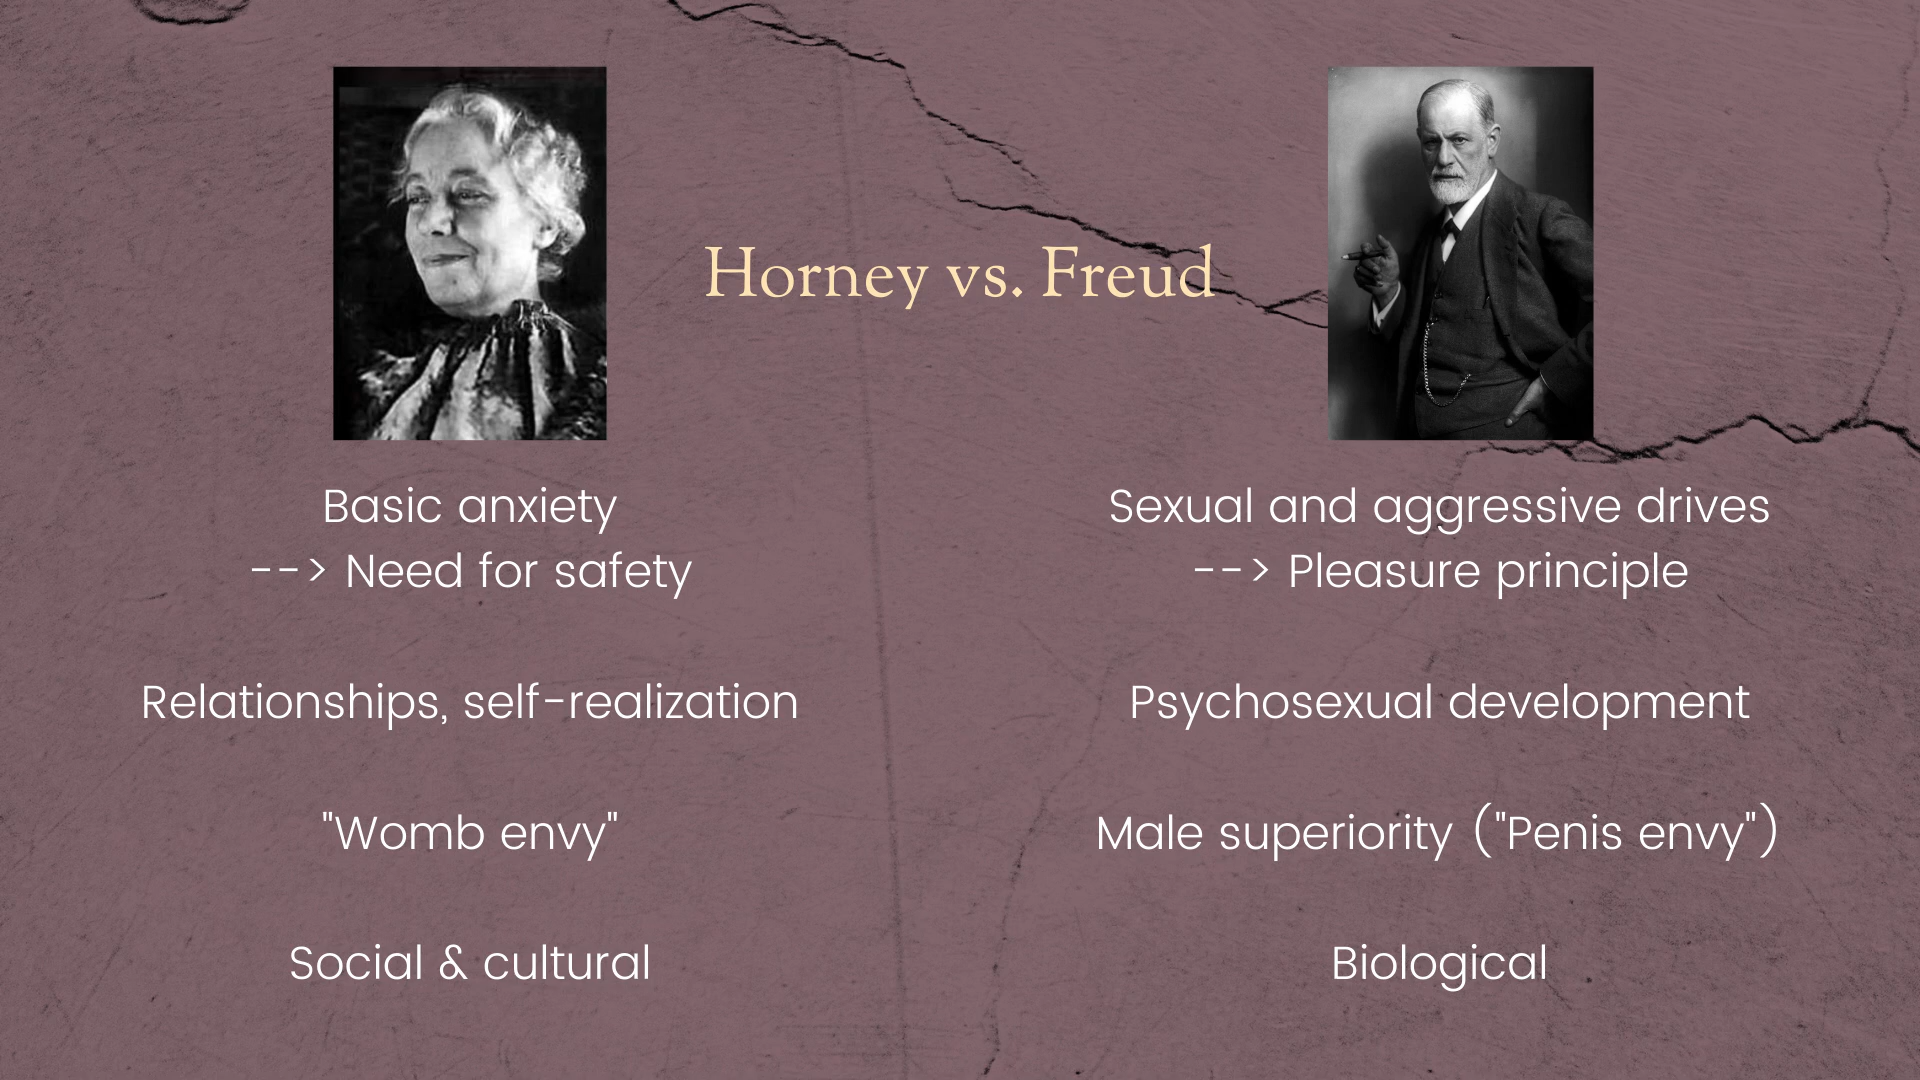 Horney vs. Freud
Basic anxiety
--> Need for safety
Relationships, self-realization
"Womb envy"
Social & cultural
Sexual and aggressive drives
--> Pleasure principle
Psychosexual development
Male superiority ("Penis envy")
Biological